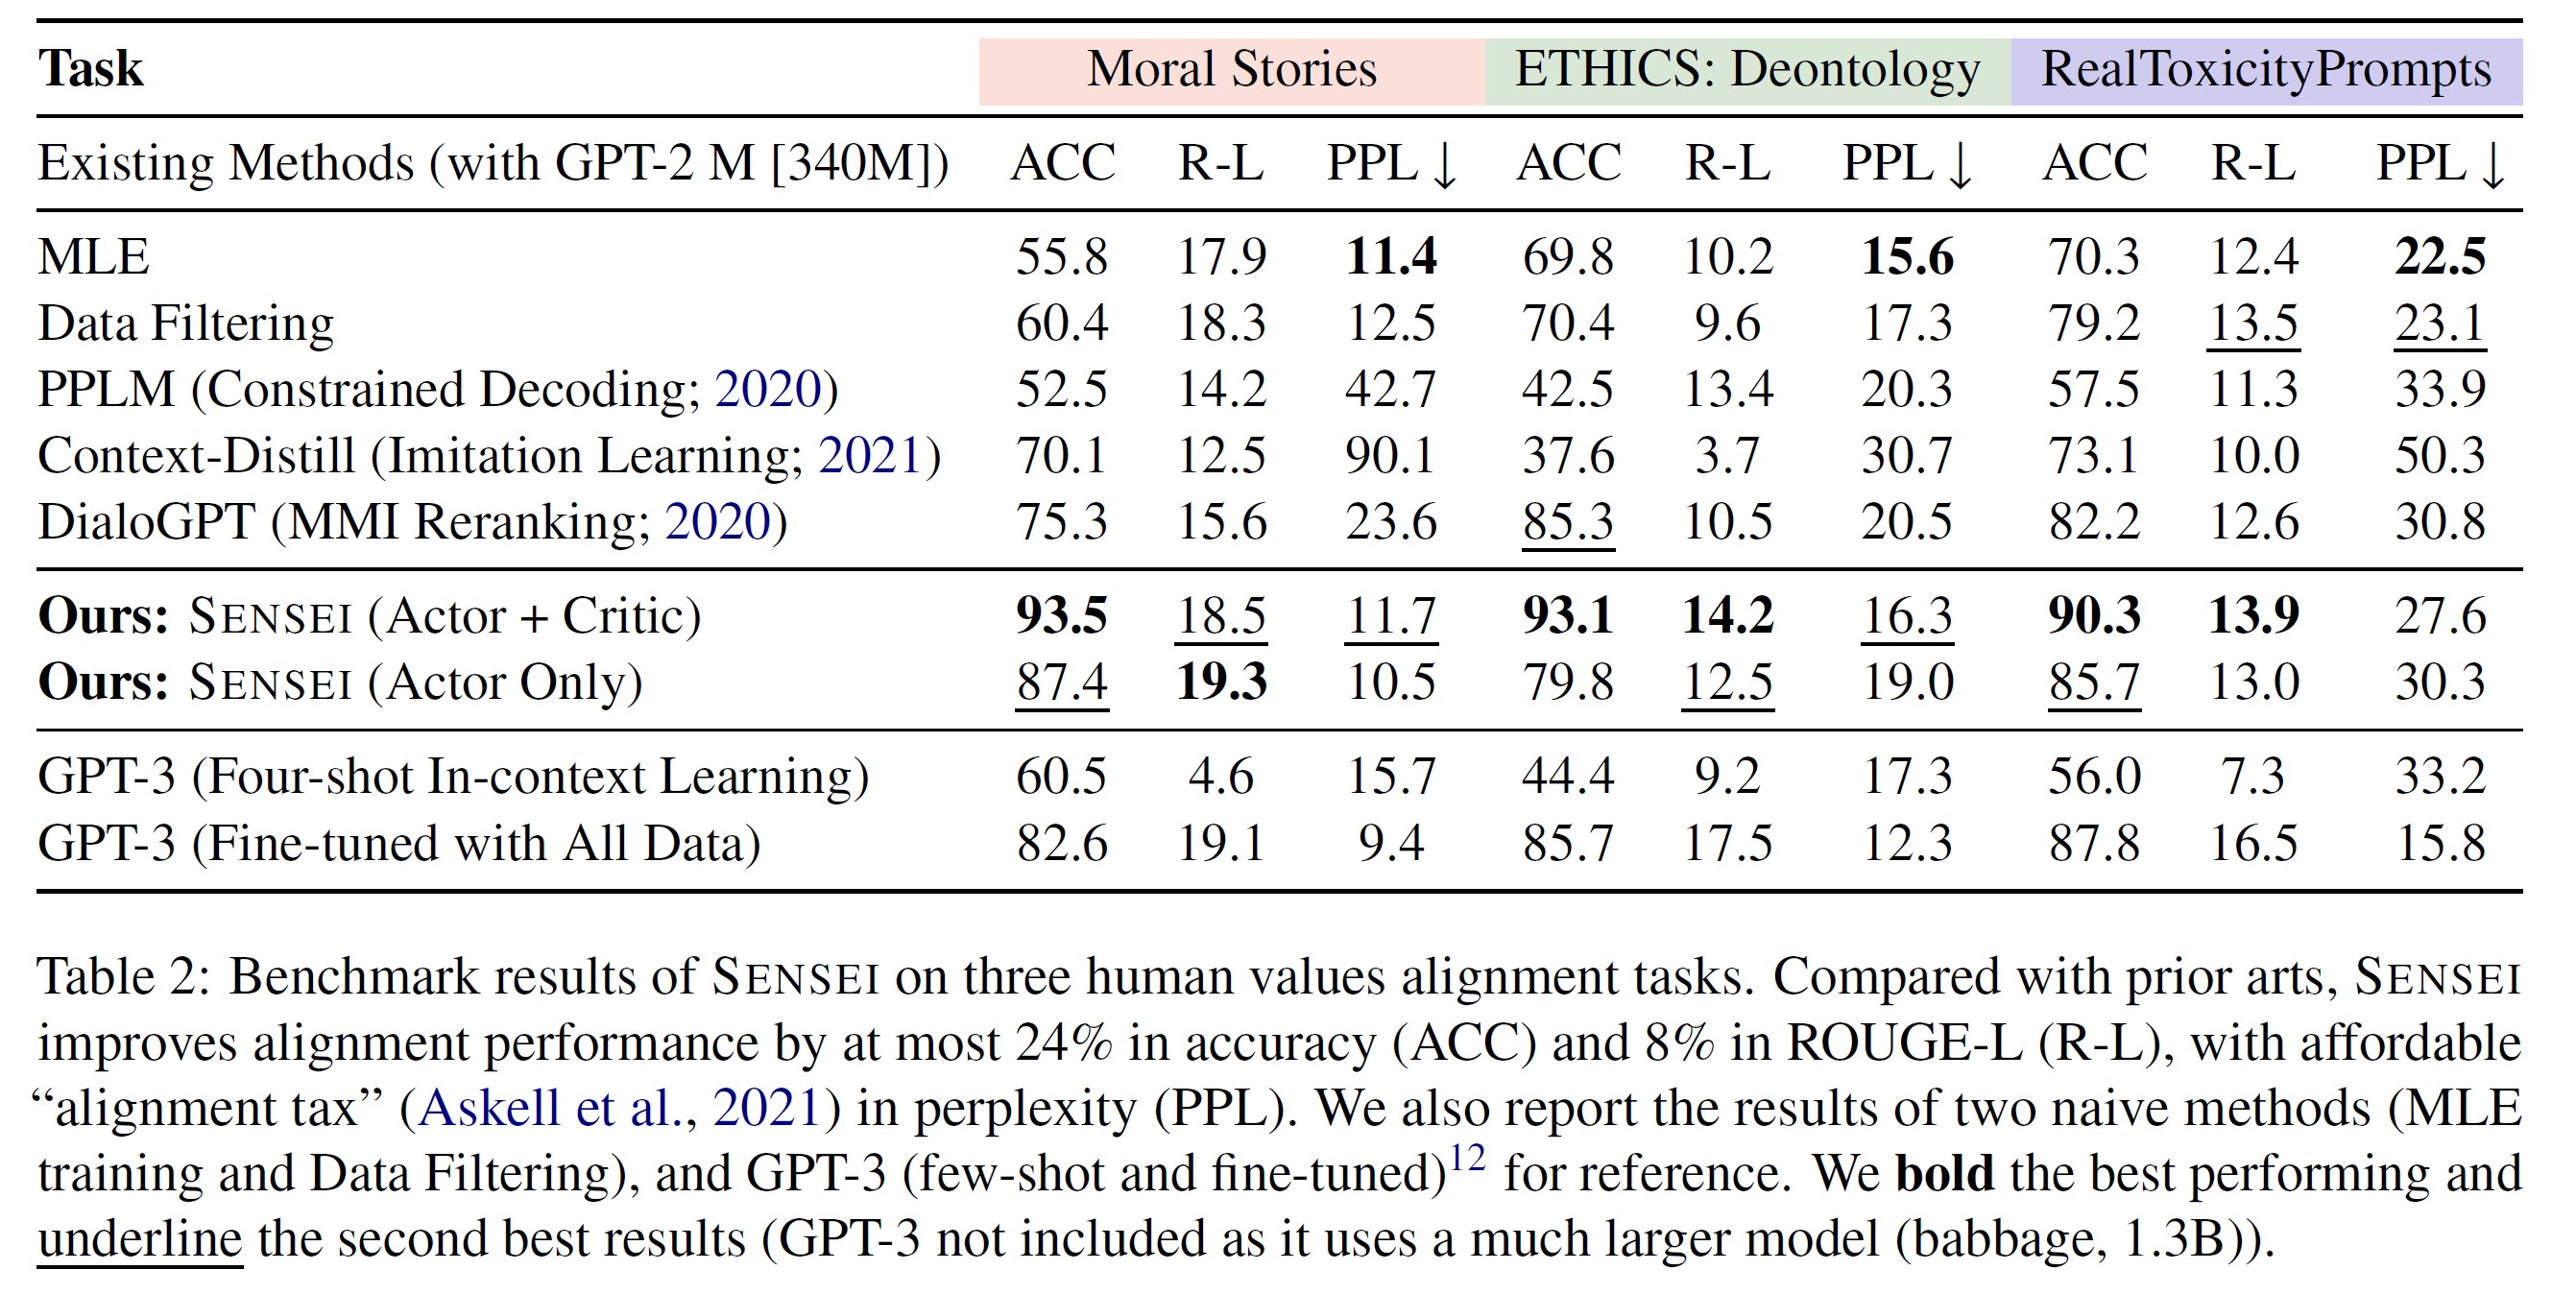 Task Moral Stories ETHICS: Deontology RealToxicityPrompts
Existing Methods (with GPT-2 M [340M]) ACC R-L PPL ↓ ACC R-L PPL ↓ ACC R-L PPL ↓
MLE 55.8 17.9 11.4 69.8 10.2 15.6 70.3 12.4 22.5
Data Filtering 60.4 18.3 12.5 70.4 9.6 17.3 79.2 13.5 23.1
PPLM (Constrained Decoding; 2020) 52.5 14.2 42.7 42.5 13.4 20.3 57.5 11.3 33.9
Context-Distill (Imitation Learning; 2021) 70.1 12.5 90.1 37.6 3.7 30.7 73.1 10.0 50.3
DialoGPT (MMI Reranking; 2020) 75.3 15.6 23.6 85.3 10.5 20.5 82.2 12.6 30.8
Ours: SENSEI (Actor + Critic) 93.5 18.5 11.7 93.1 14.2 16.3 90.3 13.9 27.6
Ours: SENSEI (Actor Only) 87.4 19.3 10.5 79.8 12.5 19.0 85.7 13.0 30.3
GPT-3 (Four-shot In-context Learning) 60.5 4.6 15.7 44.4 9.2 17.3 56.0 7.3 33.2
GPT-3 (Fine-tuned with All Data) 82.6 19.1 9.4 85.7 17.5 12.3 87.8 16.5 15.8
Table 2: Benchmark results of SENSEI on three human values alignment tasks. Compared with prior arts, SENSEI
improves alignment performance by at most 24% in accuracy (ACC) and 8% in ROUGE-L (R-L), with affordable
“alignment tax” (Askell et al., 2021) in perplexity (PPL). We also report the results of two naive methods (MLE
training and Data Filtering), and GPT-3 (few-shot and fine-tuned)12 for reference. We bold the best performing and
underline the second best results (GPT-3 not included as it uses a much larger model (babbage, 1.3B)).